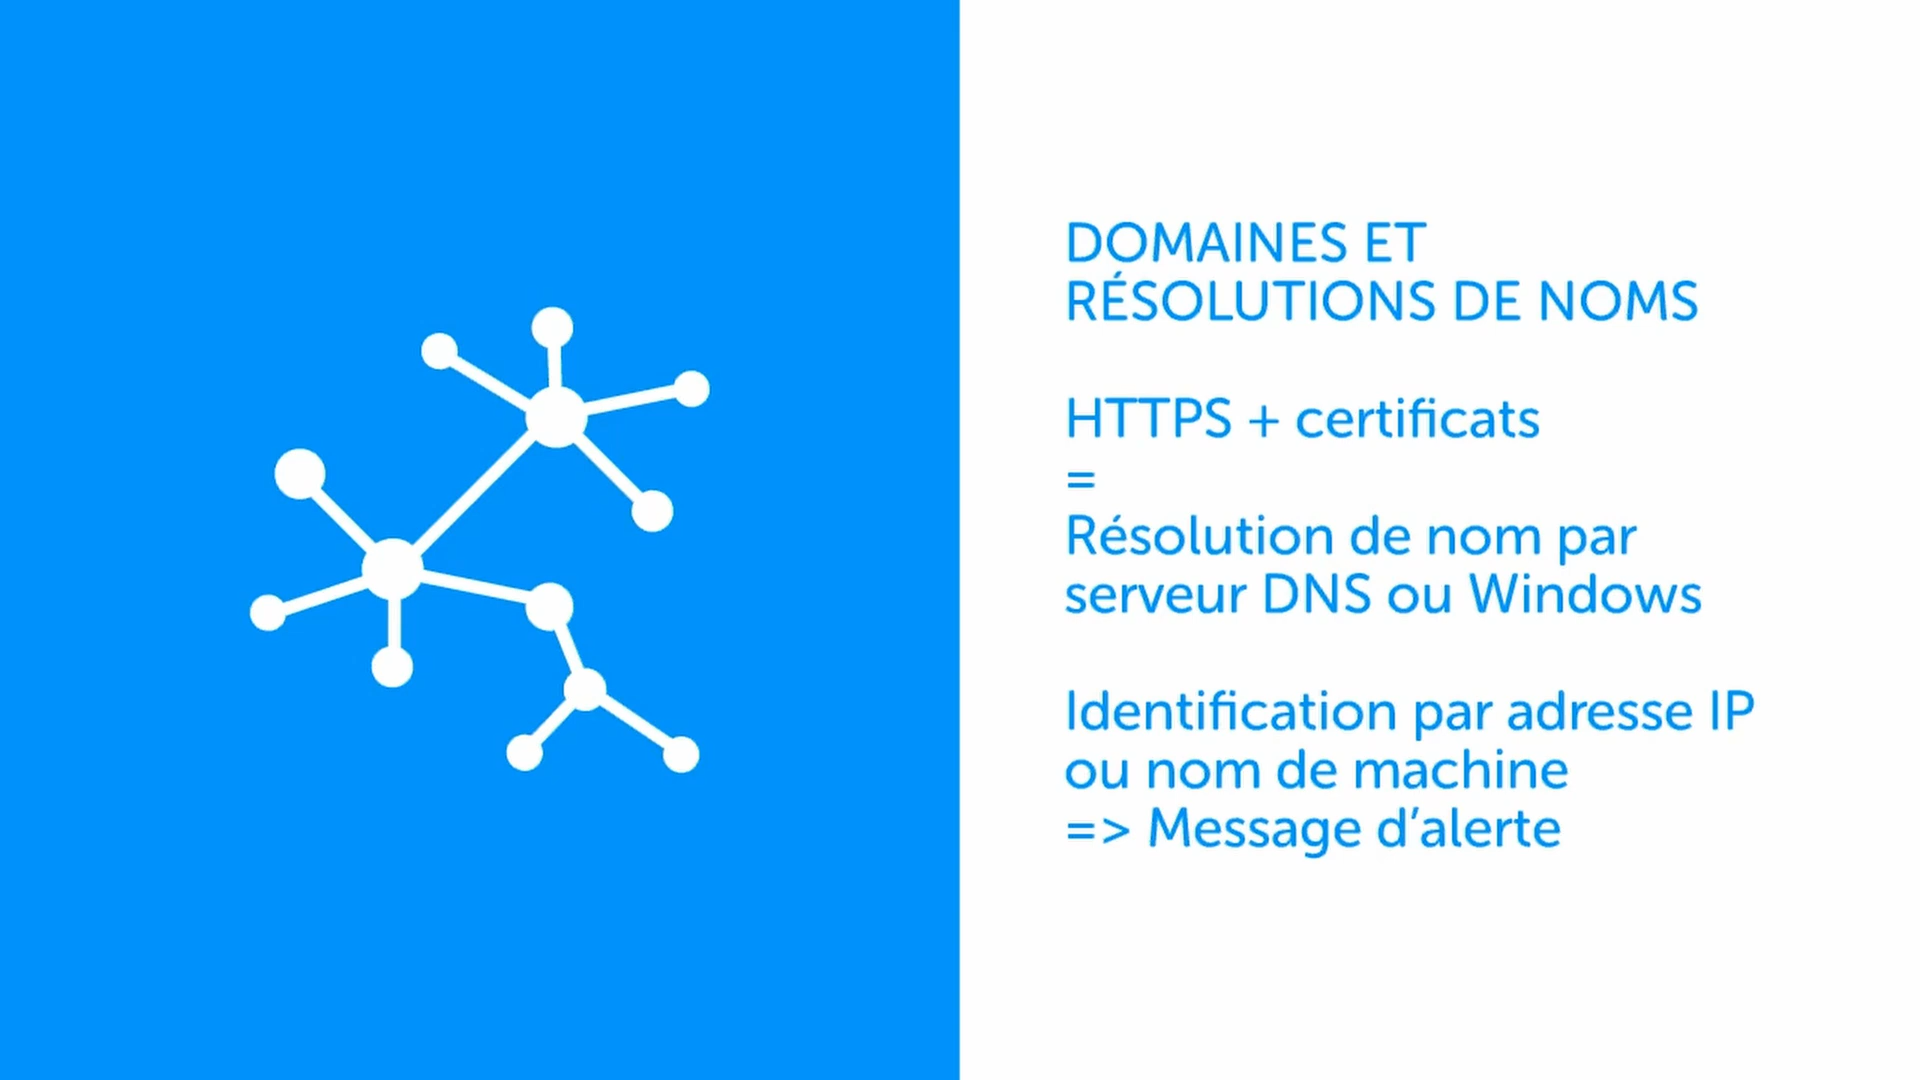 DOMAINES ET
RÉSOLUTIONS DE NOMS
HTTPS + certificats
=
Résolution de nom par
serveur DNS ou Windows
Identification par adresse IP
ou nom de machine
=> Message d’alerte